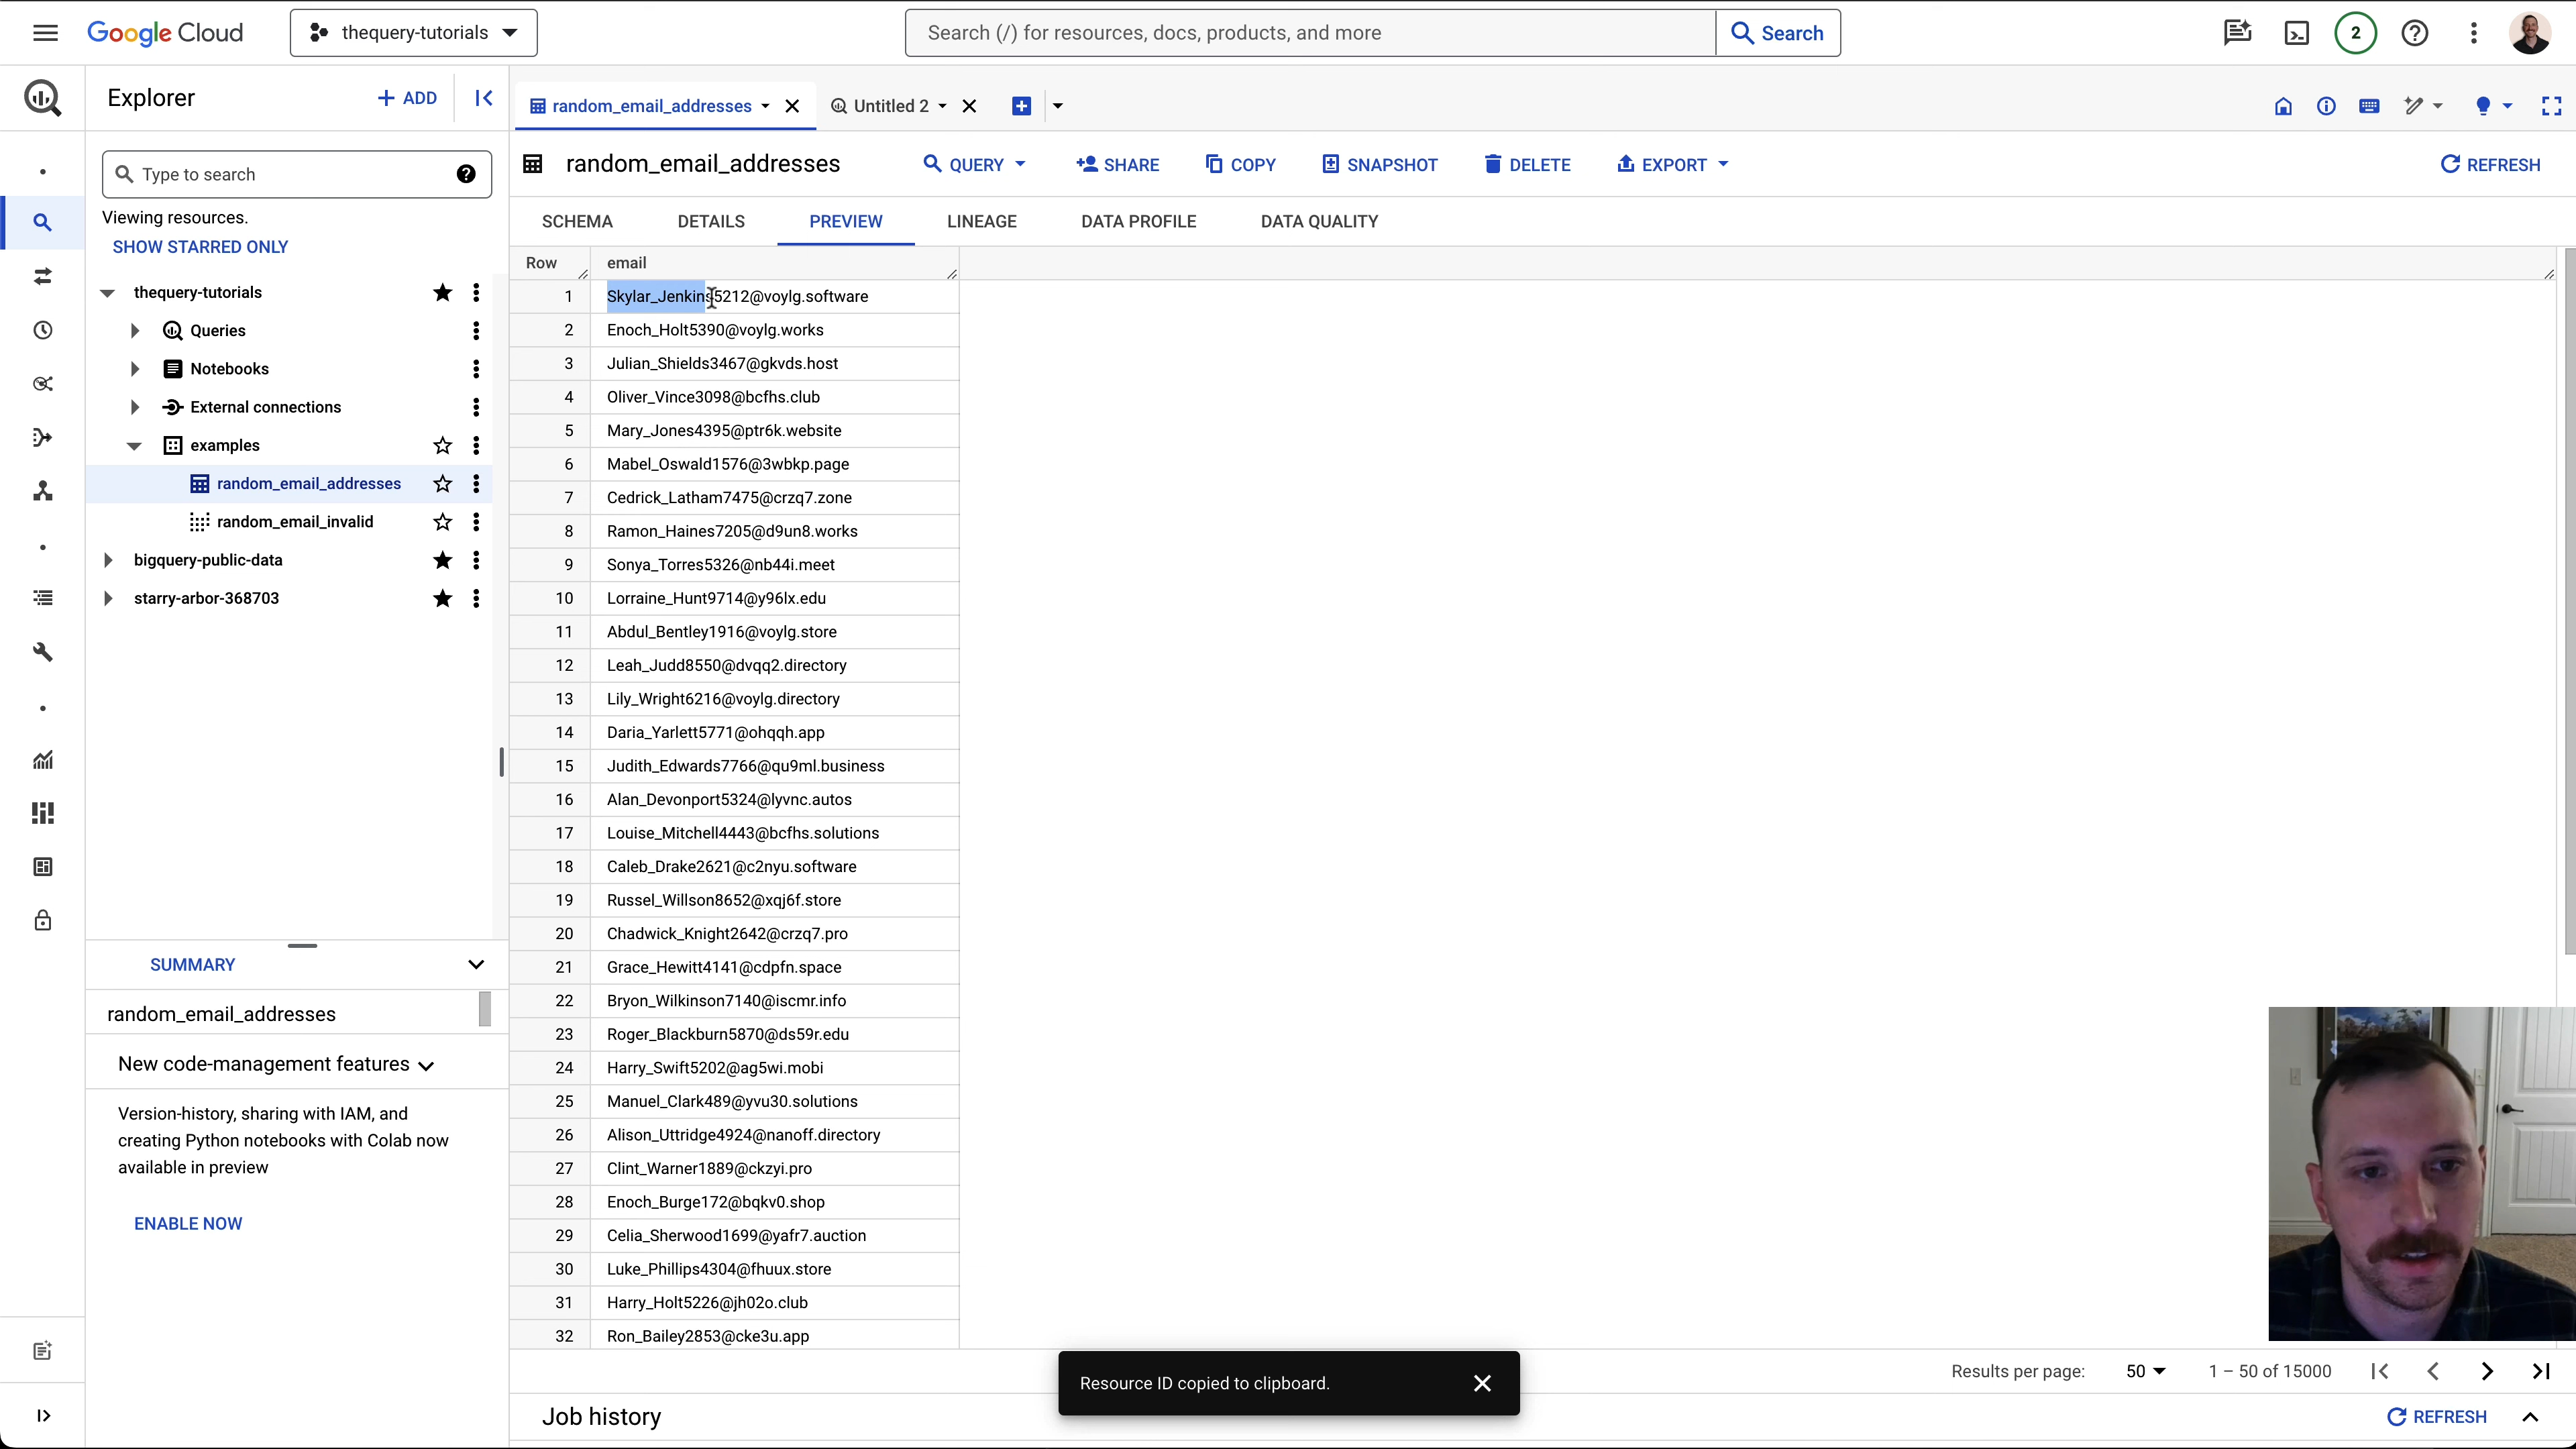 Google Cloud
thequery-tutorials
Search (/) for resources, docs, products, and more
Search
2
Explorer
ADD
random_email_addresses
Untitled 2
Type to search
Viewing resources.
SHOW STARRED ONLY
thequery-tutorials
Queries
Notebooks
External connections
examples
random_email_addresses
random_email_invalid
bigquery-public-data
starry-arbor-368703
SUMMARY
random_email_addresses
New code-management features
Version-history, sharing with IAM, and
creating Python notebooks with Colab now
available in preview
ENABLE NOW
random_email_addresses
QUERY
SHARE
COPY
SNAPSHOT
DELETE
EXPORT
REFRESH
SCHEMA
DETAILS
PREVIEW
LINEAGE
DATA PROFILE
DATA QUALITY
Row email
1 Skylar_Jenkins5212@voylg.software
2 Enoch_Holt5390@voylg.works
3 Julian_Shields3467@gkvds.host
4 Oliver_Vince3098@bcfhs.club
5 Mary_Jones4395@ptr6k.website
6 Mabel_Oswald1576@3wbkp.page
7 Cedrick_Latham7475@crzq7.zone
8 Ramon_Haines7205@d9un8.works
9 Sonya_Torres5326@nb44i.meet
10 Lorraine_Hunt9714@y96lx.edu
11 Abdul_Bentley1916@voylg.store
12 Leah_Judd8550@dvqq2.directory
13 Lily_Wright6216@voylg.directory
14 Daria_Yarlett5771@ohqqh.app
15 Judith_Edwards7766@qu9ml.business
16 Alan_Devonport5324@lyvnc.autos
17 Louise_Mitchell4443@bcfhs.solutions
18 Caleb_Drake2621@c2nyu.software
19 Russel_Willson8652@xqj6f.store
20 Chadwick_Knight2642@crzq7.pro
21 Grace_Hewitt4141@cdpfn.space
22 Bryon_Wilkinson7140@iscmr.info
23 Roger_Blackburn5870@ds59r.edu
24 Harry_Swift5202@ag5wi.mobi
25 Manuel_Clark489@yvu30.solutions
26 Alison_Uttridge4924@nanoff.directory
27 Clint_Warner1889@ckzyi.pro
28 Enoch_Burge172@bqkv0.shop
29 Celia_Sherwood1699@yafr7.auction
30 Luke_Phillips4304@fhuux.store
31 Harry_Holt5226@jh02o.club
32 Ron_Bailey2853@cke3u.app
Results per page: 50 1 – 50 of 15000
Resource ID copied to clipboard.
Job history
REFRESH